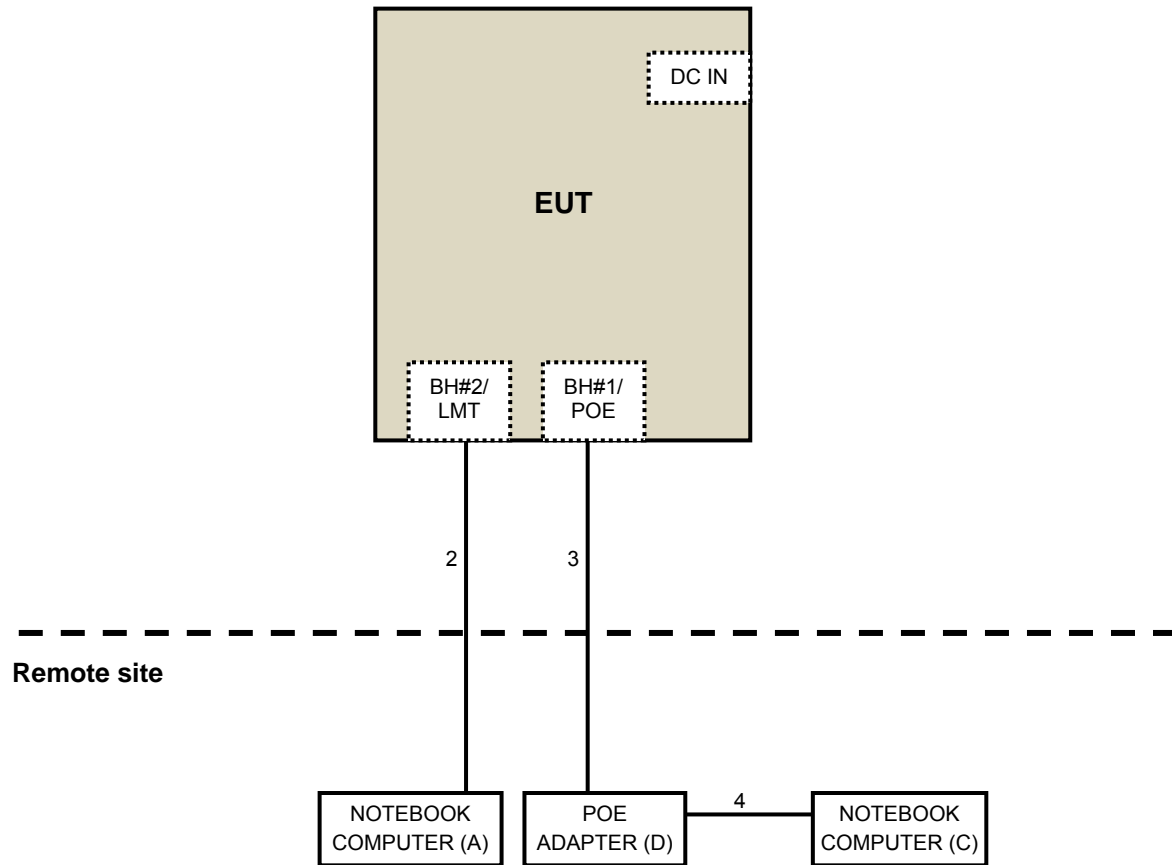 DC IN
EUT
BH#2/
LMT
BH#1/
POE
2
3
Remote site
NOTEBOOK
COMPUTER (A)
POE
ADAPTER (D)
4
NOTEBOOK
COMPUTER (C)